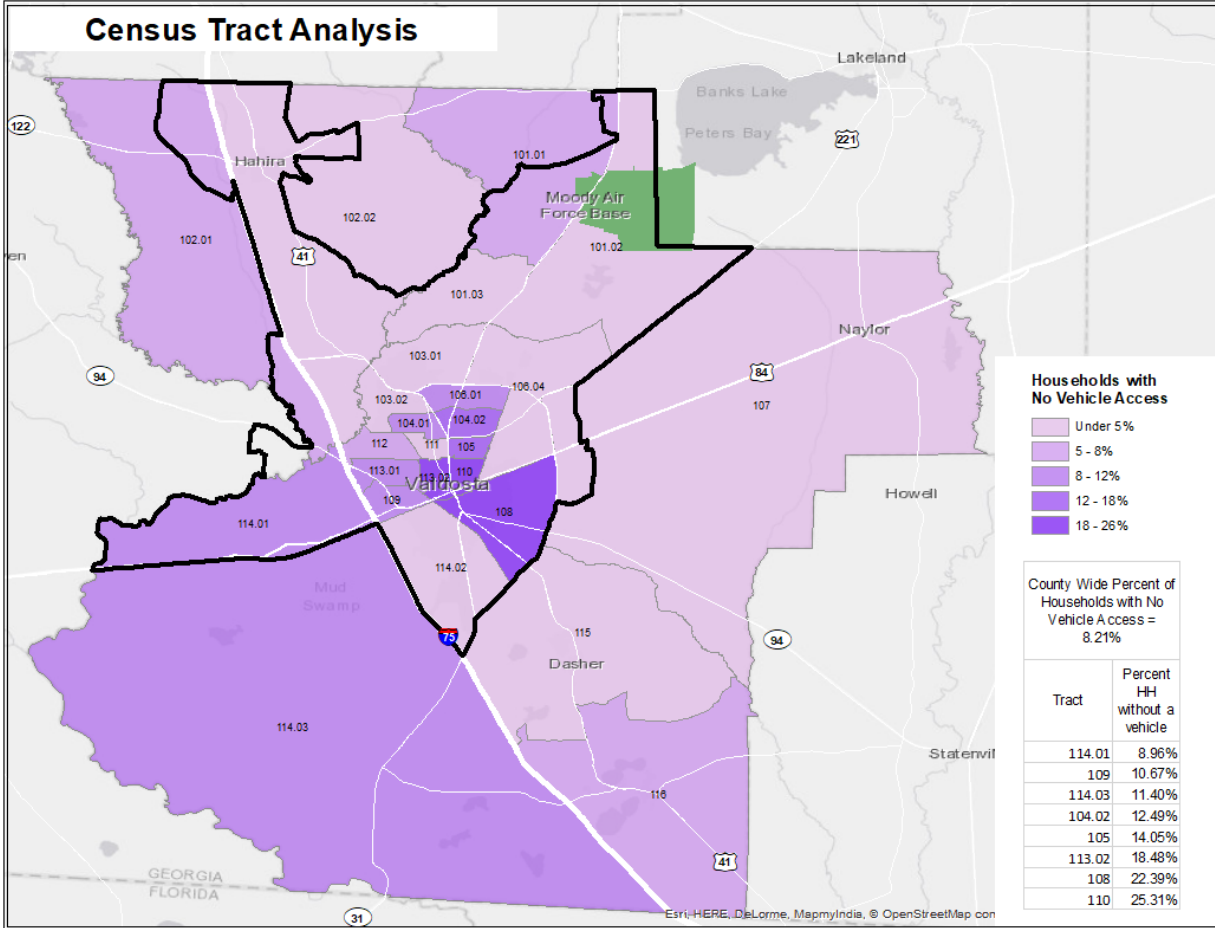 Census Tract Analysis
Lakeland
Banks Lake
122
Peters Bay
221
Hahira
101.01
Moody Air
Force Base
102.02
102.01
101.02
en
41
101.03
Naylor
103.01
94
84
106.04
103.02
106.01
107
104.01
104.02
112
111
105
113.01
113.02
110
Valdosta
109
Howell
108
114.01
114.02
Mud
Swamp
75
115
94
Dasher
114.03
Statenvil
116
41
GEORGIA
FLORIDA
31
Esri, HERE, DeLorme, MapmyIndia, © OpenStreetMap con
Households with
No Vehicle Access
Under 5%
5 - 8%
8 - 12%
12 - 18%
18 - 26%
County Wide Percent of
Households with No
Vehicle Access =
8.21%
Tract Percent
HH
without a
vehicle
114.01 8.96%
109 10.67%
114.03 11.40%
104.02 12.49%
105 14.05%
113.02 18.48%
108 22.39%
110 25.31%